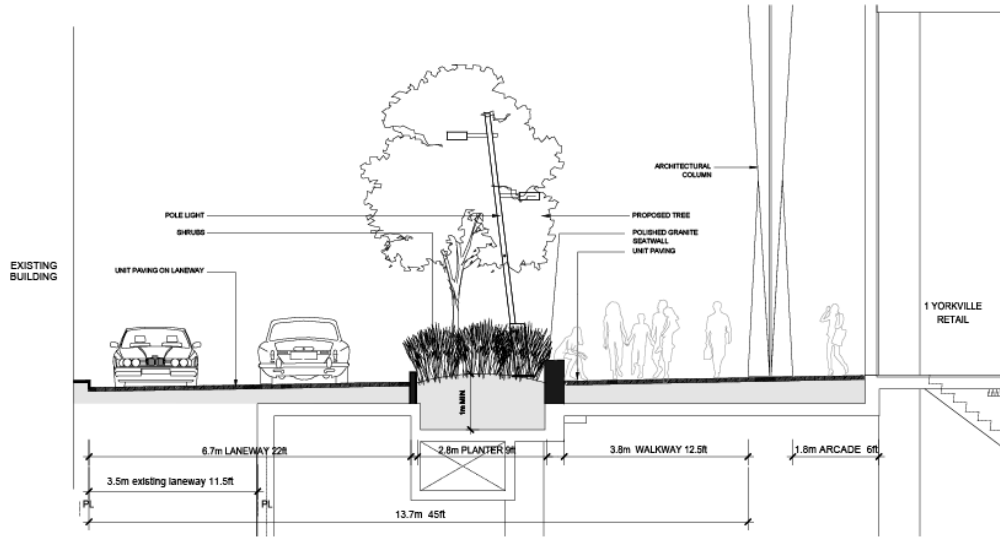 ARCHITECTURAL
COLUMN
POLE LIGHT
PROPOSED TREE
SHRUBS
POLISHED GRANITE
SEATWALL
UNIT PAVING
EXISTING
BUILDING
UNIT PAVING ON LANEWAY
1 YORKVILLE
RETAIL
1m MIN
6.7m LANEWAY 22ft
2.8m PLANTER 9ft
3.8m WALKWAY 12.5ft
1.8m ARCADE 6ft
3.5m existing laneway 11.5ft
PL
PL
13.7m 45ft